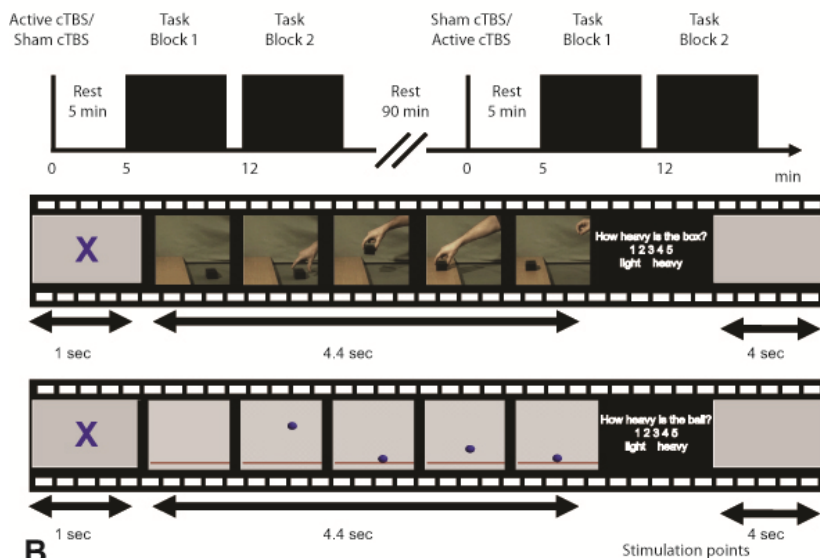 Active cTBS/
Sham cTBS
Task
Block 1
Task
Block 2
Sham cTBS/
Active cTBS
Task
Block 1
Task
Block 2
Rest
5 min
Rest
90 min
Rest
5 min
0
5
12
0
5
12
min
X
How heavy is the box?
1 2 3 4 5
light heavy
1 sec
4.4 sec
4 sec
X
How heavy is the ball?
1 2 3 4 5
light heavy
1 sec
4.4 sec
4 sec
B
Stimulation points